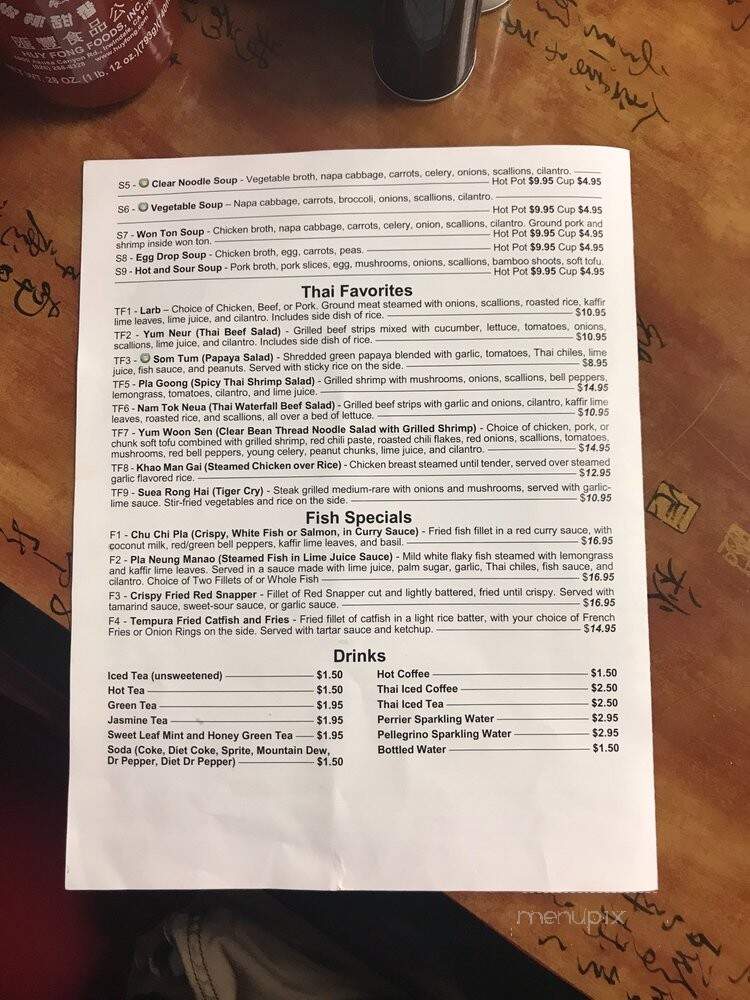 滙豐食品公
HUY FONG FOODS, INC.
WT. 28 OZ. (1 lb. 12 oz.)(793g)
S5 - Clear Noodle Soup - Vegetable broth, napa cabbage, carrots, celery, onions, scallions, cilantro.
Hot Pot $9.95 Cup $4.95
S6 - Vegetable Soup – Napa cabbage, carrots, broccoli, onions, scallions, cilantro.
Hot Pot $9.95 Cup $4.95
S7 - Won Ton Soup - Chicken broth, napa cabbage, carrots, celery, onion, scallions, cilantro. Ground pork and
shrimp inside won ton. Hot Pot $9.95 Cup $4.95
S8 - Egg Drop Soup - Chicken broth, egg, carrots, peas. Hot Pot $9.95 Cup $4.95
S9 - Hot and Sour Soup - Pork broth, pork slices, egg, mushrooms, onions, scallions, bamboo shoots, soft tofu.
Hot Pot $9.95 Cup $4.95
Thai Favorites
TF1 - Larb – Choice of Chicken, Beef, or Pork. Ground meat steamed with onions, scallions, roasted rice, kaffir
lime leaves, lime juice, and cilantro. Includes side dish of rice. $10.95
TF2 - Yum Neur (Thai Beef Salad) - Grilled beef strips mixed with cucumber, lettuce, tomatoes, onions,
scallions, lime juice, and cilantro. Includes side dish of rice. $10.95
TF3 - Som Tum (Papaya Salad) - Shredded green papaya blended with garlic, tomatoes, Thai chiles, lime
juice, fish sauce, and peanuts. Served with sticky rice on the side. $8.95
TF5 - Pla Goong (Spicy Thai Shrimp Salad) - Grilled shrimp with mushrooms, onions, scallions, bell peppers,
lemongrass, tomatoes, cilantro, and lime juice. $14.95
TF6 - Nam Tok Neua (Thai Waterfall Beef Salad) - Grilled beef strips with garlic and onions, cilantro, kaffir lime
leaves, roasted rice, and scallions, all over a bed of lettuce. $10.95
TF7 - Yum Woon Sen (Clear Bean Thread Noodle Salad with Grilled Shrimp) - Choice of chicken, pork, or
chunk soft tofu combined with grilled shrimp, red chili paste, roasted chili flakes, red onions, scallions, tomatoes,
mushrooms, red bell peppers, young celery, peanut chunks, lime juice, and cilantro. $14.95
TF8 - Khao Man Gai (Steamed Chicken over Rice) - Chicken breast steamed until tender, served over steamed
garlic flavored rice. $12.95
TF9 - Suea Rong Hai (Tiger Cry) - Steak grilled medium-rare with onions and mushrooms, served with garlic-
lime sauce. Stir-fried vegetables and rice on the side. $10.95
Fish Specials
F1 - Chu Chi Pla (Crispy, White Fish or Salmon, in Curry Sauce) - Fried fish fillet in a red curry sauce, with
coconut milk, red/green bell peppers, kaffir lime leaves, and basil. $16.95
F2 - Pla Neung Manao (Steamed Fish in Lime Juice Sauce) - Mild white flaky fish steamed with lemongrass
and kaffir lime leaves. Served in a sauce made with lime juice, palm sugar, garlic, Thai chiles, fish sauce, and
cilantro. Choice of Two Fillets of or Whole Fish $16.95
F3 - Crispy Fried Red Snapper - Fillet of Red Snapper cut and lightly battered, fried until crispy. Served with
tamarind sauce, sweet-sour sauce, or garlic sauce. $16.95
F4 - Tempura Fried Catfish and Fries - Fried fillet of catfish in a light rice batter, with your choice of French
Fries or Onion Rings on the side. Served with tartar sauce and ketchup. $14.95
Drinks
Iced Tea (unsweetened) $1.50
Hot Tea $1.50
Green Tea $1.95
Jasmine Tea $1.95
Sweet Leaf Mint and Honey Green Tea $1.95
Soda (Coke, Diet Coke, Sprite, Mountain Dew,
Dr Pepper, Diet Dr Pepper) $1.50
Hot Coffee $1.50
Thai Iced Coffee $2.50
Thai Iced Tea $2.50
Perrier Sparkling Water $2.95
Pellegrino Sparkling Water $2.95
Bottled Water $1.50
menupix